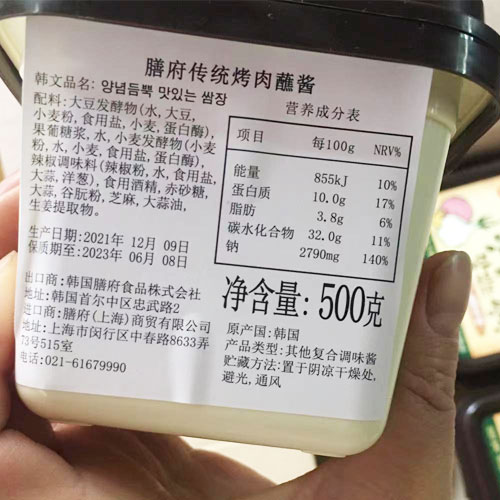 膳府传统烤肉蘸酱
韩文品名: 양념듬뿍 맛있는 쌈장
配料:大豆发酵物(水,大豆,
小麦粉,食用盐,小麦,蛋白酶),
果葡糖浆,水,小麦发酵物(小麦
粉,水,小麦,食用盐,蛋白酶),
辣椒调味料(辣椒粉,水,食用盐,
大蒜,洋葱),食用酒精,赤砂糖,
大蒜,谷朊粉,芝麻,大蒜油,
生姜提取物。
生产日期:2021年 12月 09日
保质期至:2023年 06月 08日
出口商:韩国膳府食品株式会社
地址:韩国首尔中区忠武路2
进口商:膳府(上海)商贸有限公司
地址:上海市闵行区中春路8633弄
73号515室
电话:021-61679990
营养成分表
项目 每100g NRV%
能量 855kJ 10%
蛋白质 10.0g 17%
脂肪 3.8g 6%
碳水化合物 32.0g 11%
钠 2790mg 140%
净含量: 500克
原产国:韩国
产品类型:其他复合调味酱
贮藏方法:置于阴凉干燥处,
避光,通风